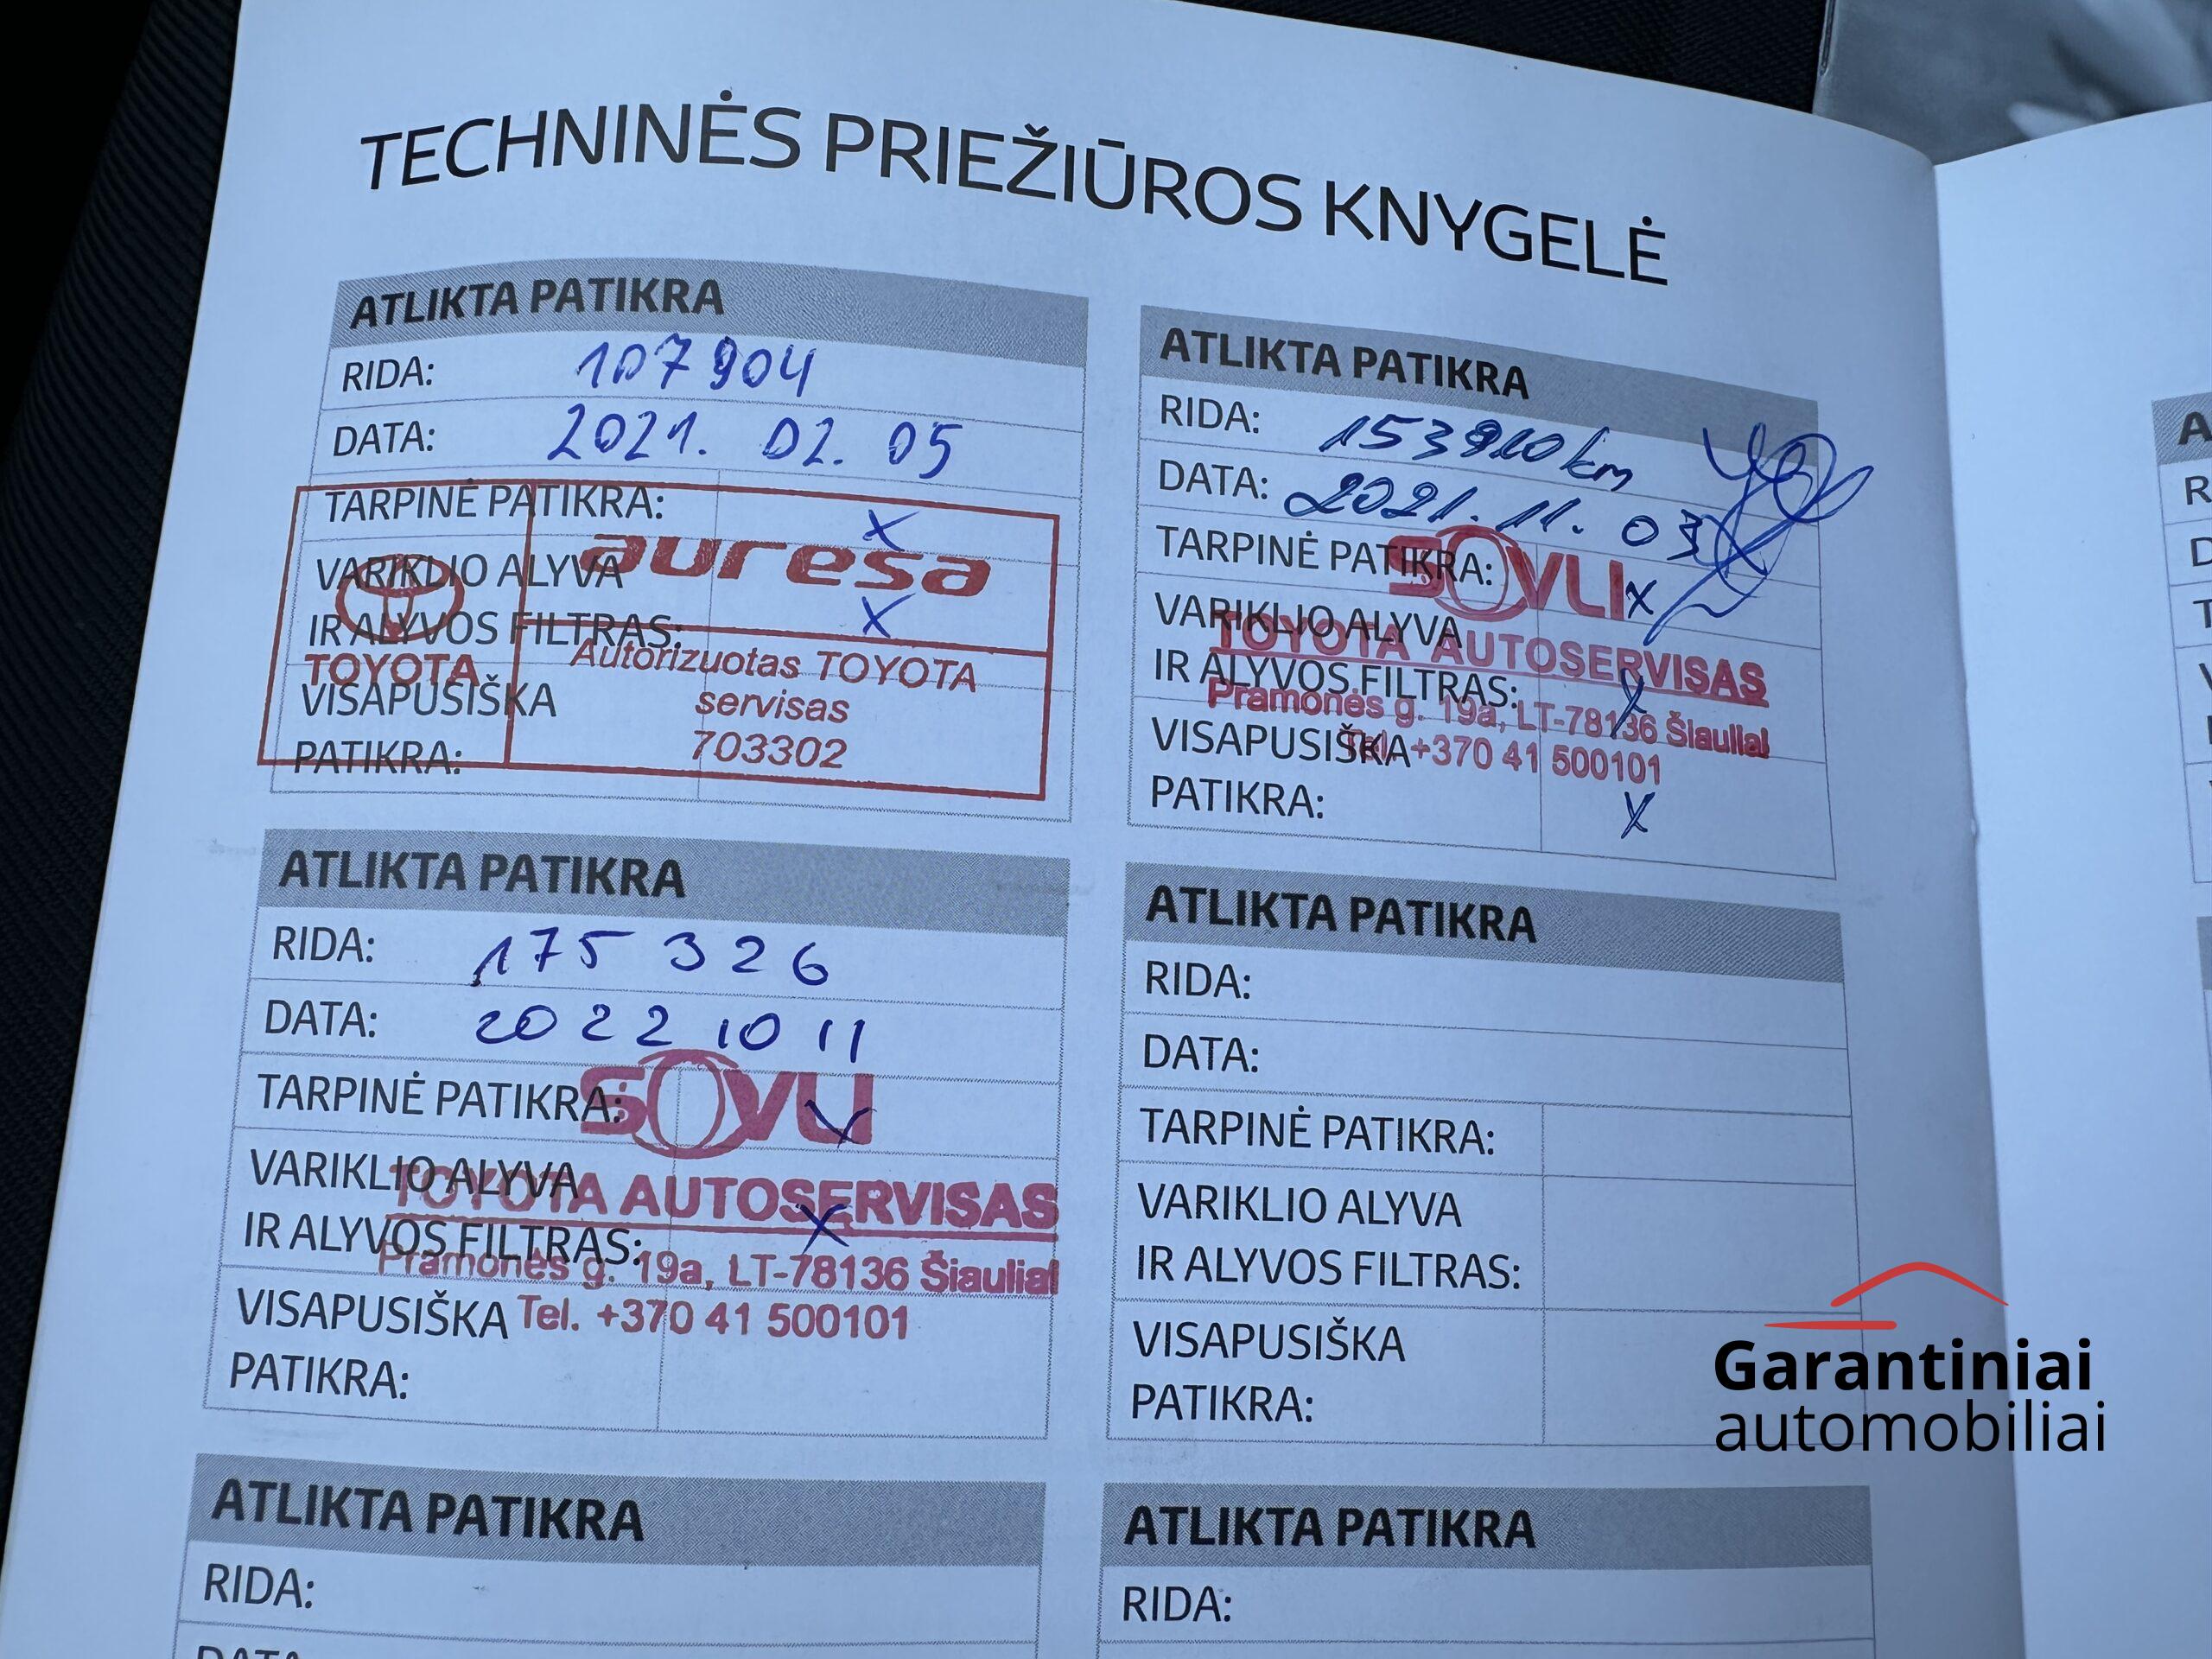 TECHNINĖS PRIEŽIŪROS KNYGELĖ
ATLIKTA PATIKRA
RIDA: 107904
DATA: 2021. 02. 05
TARPINĖ PATIKRA: x
VARIKLIO ALYVA
IR ALYVOS FILTRAS: x
VISAPUSIŠKA
PATIKRA:
TOYOTA
auresa
Autorizuotas TOYOTA
servisas
703302
ATLIKTA PATIKRA
RIDA: km
DATA: 2021. 11. 03
TARPINĖ PATIKRA: x
VARIKLIO ALYVA
IR ALYVOS FILTRAS: x
VISAPUSIŠKA
PATIKRA: x
SOVLI
TOYOTA AUTOSERVISAS
Pramonės g. 19a, LT-78136 Šiauliai
Tel. +370 41 500101
ATLIKTA PATIKRA
RIDA: 175 326
DATA: 2022 10 11
TARPINĖ PATIKRA: x
VARIKLIO ALYVA
IR ALYVOS FILTRAS: x
VISAPUSIŠKA
PATIKRA:
SOVLI
TOYOTA AUTOSERVISAS
Pramonės g. 19a, LT-78136 Šiauliai
Tel. +370 41 500101
ATLIKTA PATIKRA
RIDA:
DATA:
TARPINĖ PATIKRA:
VARIKLIO ALYVA
IR ALYVOS FILTRAS:
VISAPUSIŠKA
PATIKRA:
ATLIKTA PATIKRA
RIDA:
DATA
ATLIKTA PATIKRA
RIDA:
Garantiniai
automobiliai